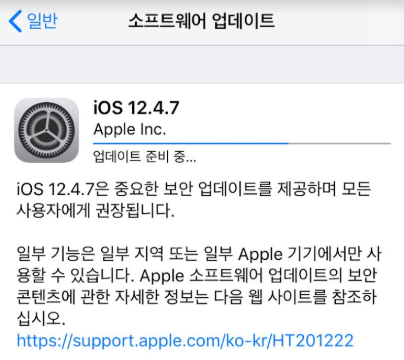 일반
소프트웨어 업데이트
iOS 12.4.7
Apple Inc.
업데이트 준비 중...
iOS 12.4.7은 중요한 보안 업데이트를 제공하며 모든
사용자에게 권장됩니다.
일부 기능은 일부 지역 또는 일부 Apple 기기에서만 사
용할 수 있습니다. Apple 소프트웨어 업데이트의 보안
콘텐츠에 관한 자세한 정보는 다음 웹 사이트를 참조하
십시오.
https://support.apple.com/ko-kr/HT201222